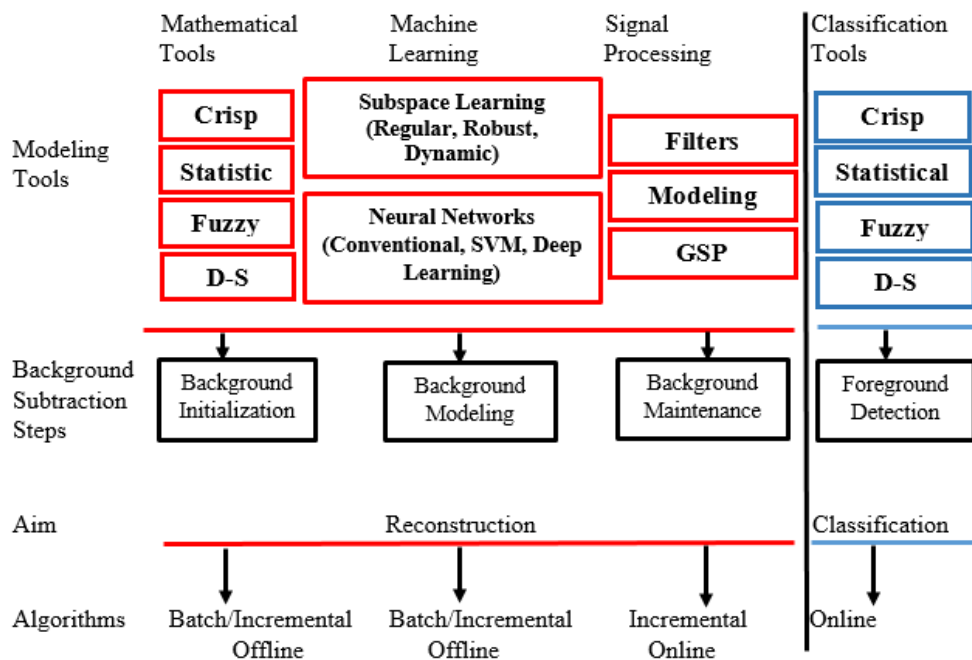 Mathematical Tools
Machine Learning
Signal Processing
Classification Tools
Modeling Tools
Crisp
Statistic
Fuzzy
D-S
Subspace Learning
(Regular, Robust,
Dynamic)
Neural Networks
(Conventional, SVM, Deep
Learning)
Filters
Modeling
GSP
Crisp
Statistical
Fuzzy
D-S
Background
Subtraction
Steps
Background
Initialization
Background
Modeling
Background
Maintenance
Foreground
Detection
Aim
Reconstruction
Classification
Algorithms
Batch/Incremental
Offline
Batch/Incremental
Offline
Incremental
Online
Online